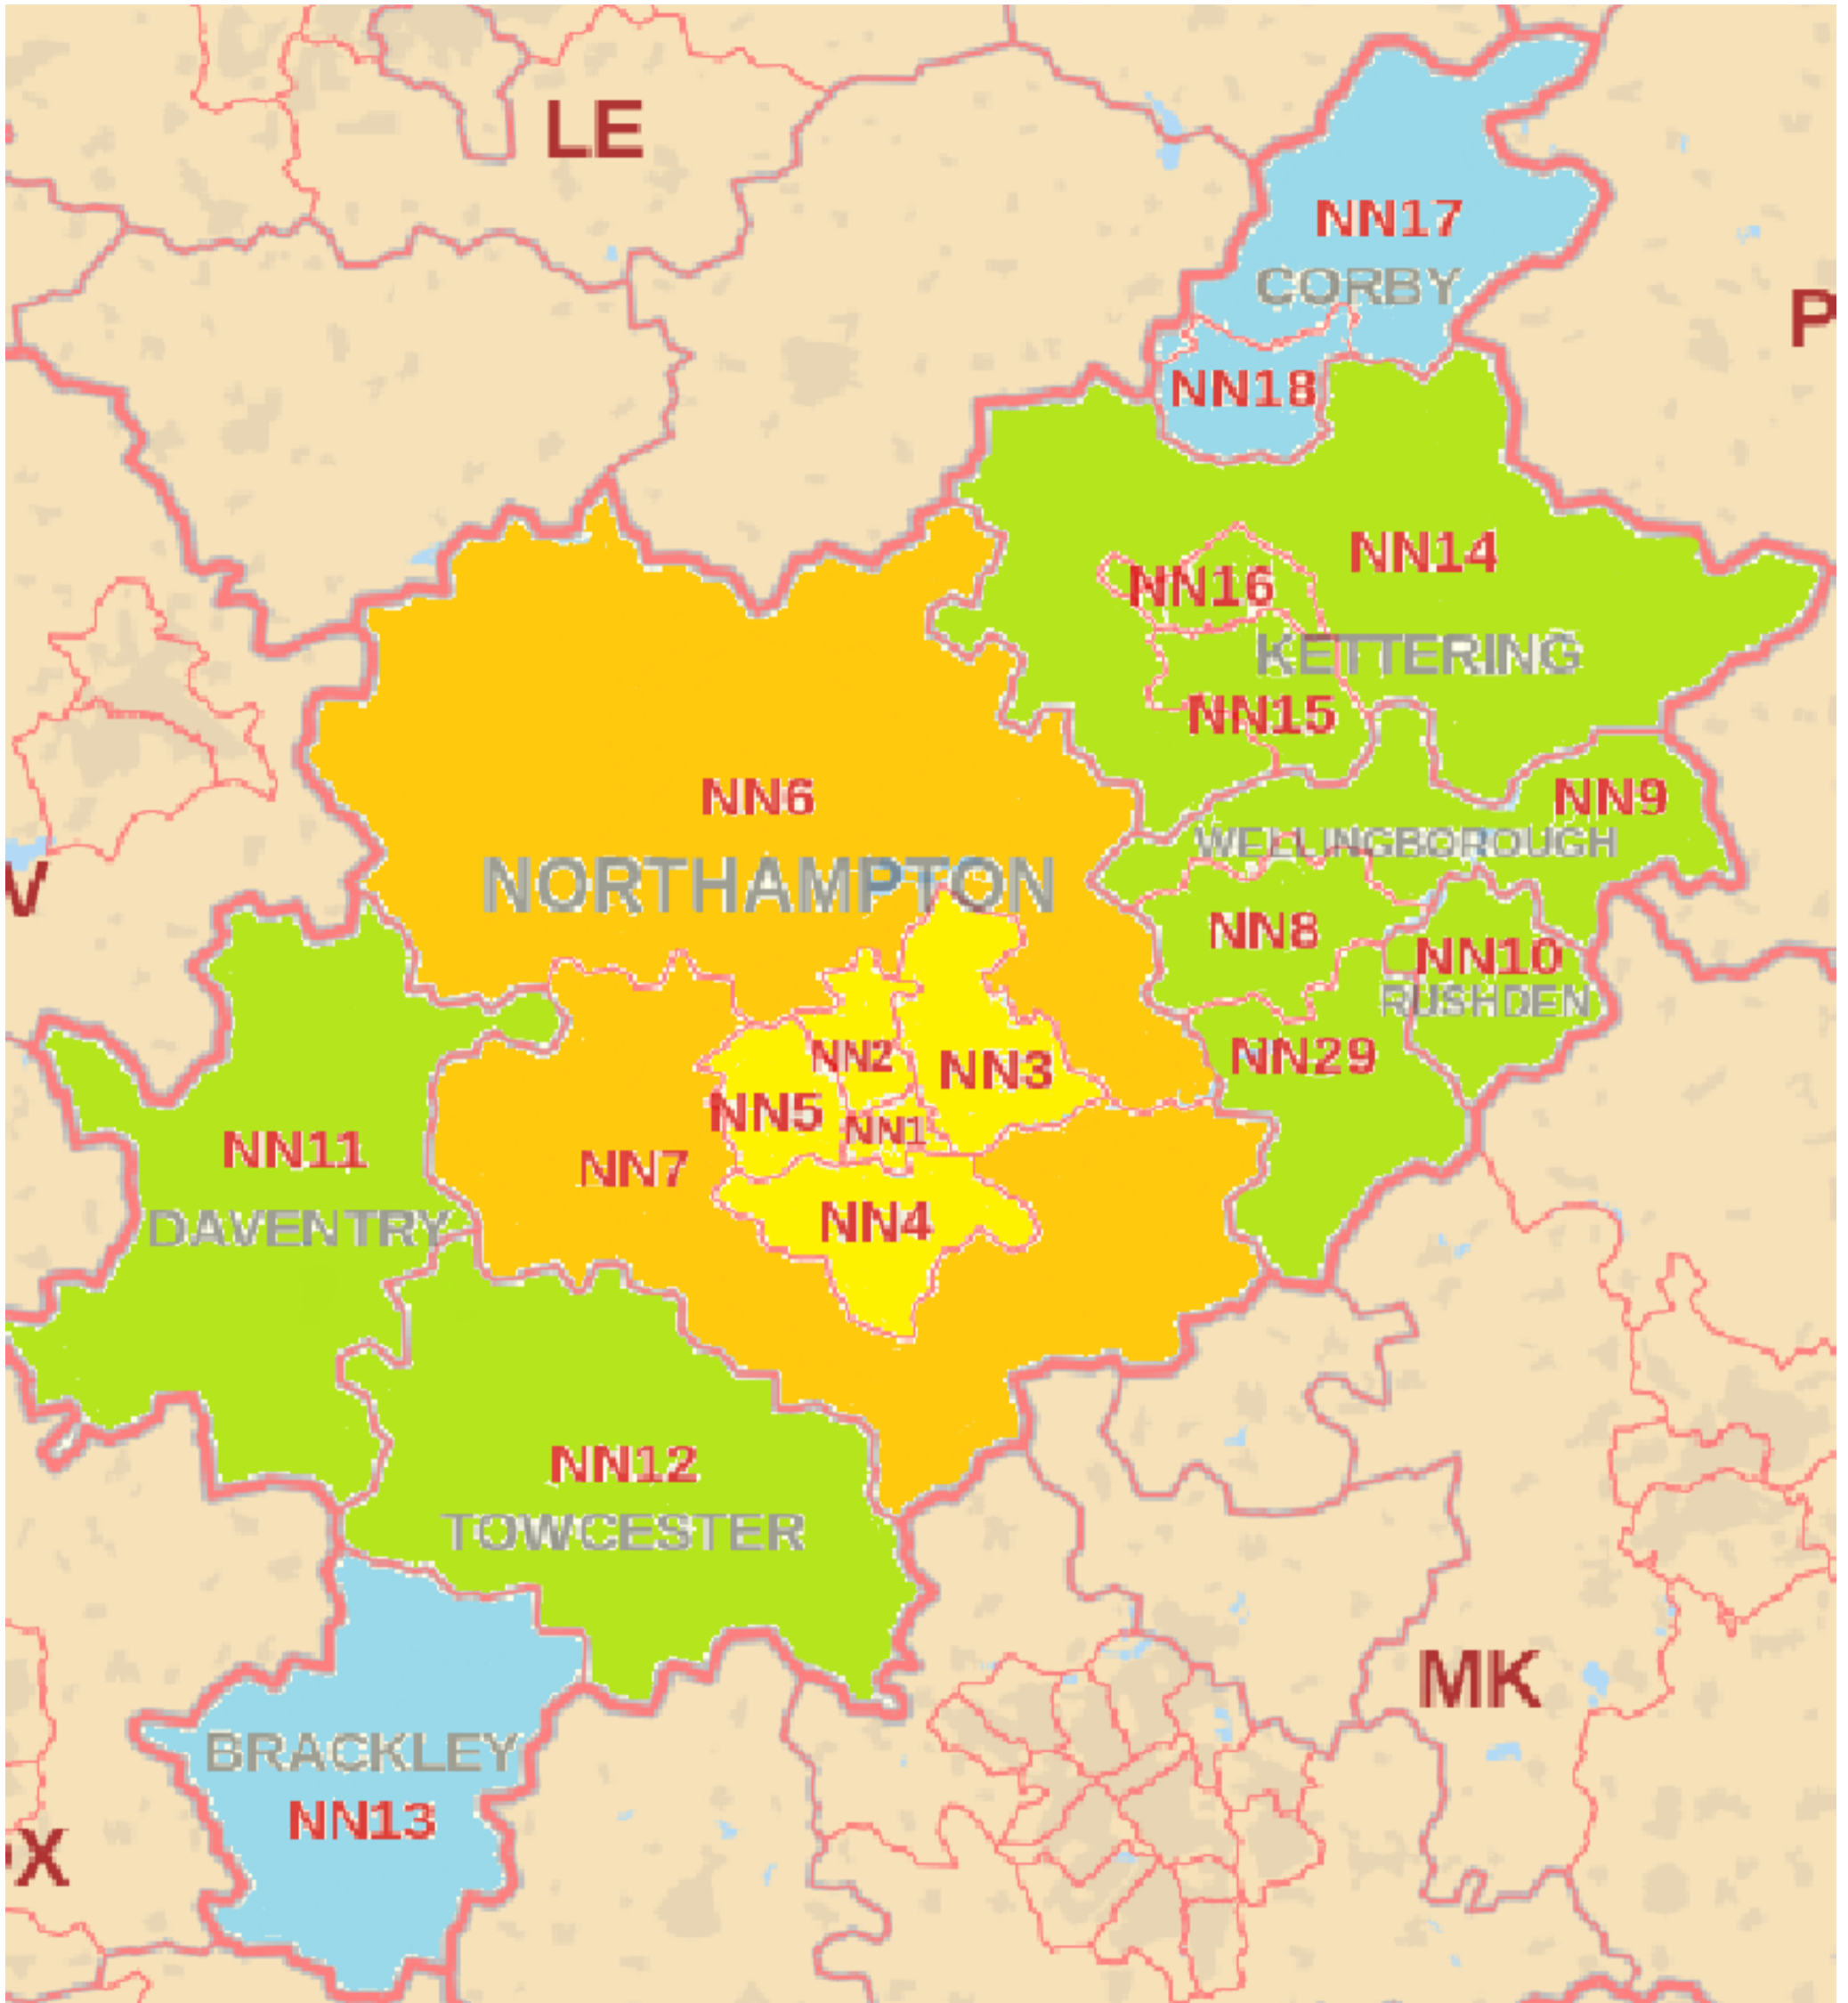 LE
NN17
CORBY
P
NN18
NN14
NN16
KETTERING
NN15
NN6
NN9
WELLINGBOROUGH
NORTHAMPTON
V
NN8
NN10
RUSHDEN
NN2
NN3
NN29
NN5
NN1
NN11
NN7
DAVENTRY
NN4
NN12
TOWCESTER
MK
BRACKLEY
NN13
X